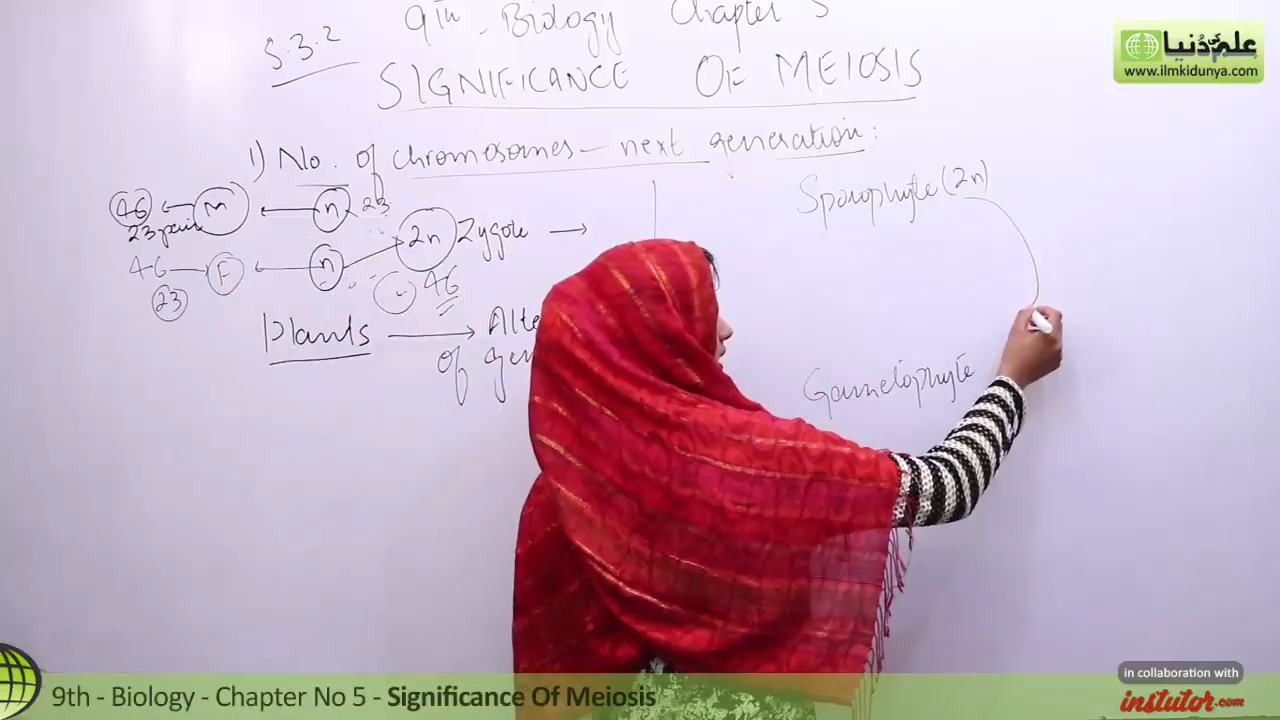 9th - Biology Chapter 5
5.3.2
SIGNIFICANCE OF MEIOSIS
1) No. of chromosomes - next generation:
46 ← M ← n 23
23 pairs
2n Zygote →
46 → F ← n
23
46
Plants → Alte
of gen
Sporophyte (2n)
Gametophyte
علم کی دُنیا
www.ilmkidunya.com
9th - Biology - Chapter No 5 - Significance Of Meiosis
in collaboration with
instutor.com